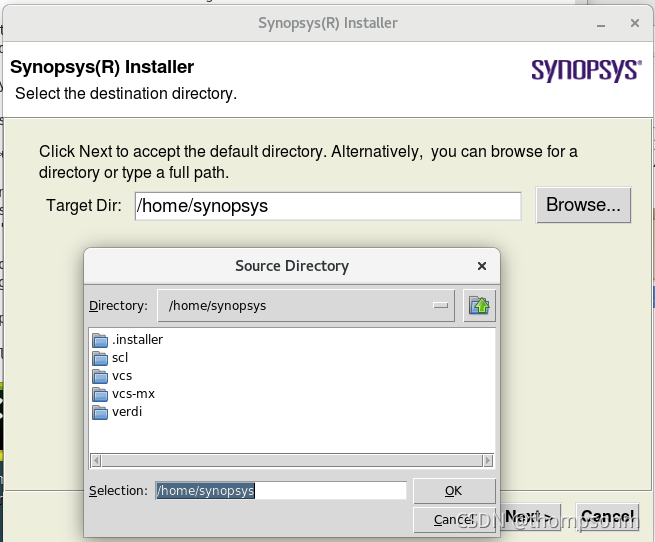 Synopsys(R) Installer
Synopsys(R) Installer
SYNOPSYS®
Select the destination directory.
Click Next to accept the default directory. Alternatively, you can browse for a
directory or type a full path.
Target Dir: /home/synopsys Browse...
Source Directory
Directory: /home/synopsys
.installer
scl
vcs
vcs-mx
verdi
Selection: /home/synopsys OK
Cancel Next > Cancel
CSDN @thompsonm